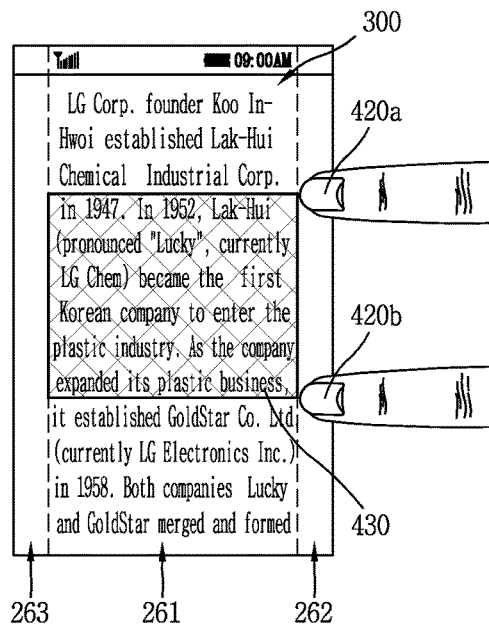 09:00AM
300
LG Corp. founder Koo In-
Hwoi established Lak-Hui
Chemical Industrial Corp.
in 1947. In 1952, Lak-Hui
(pronounced "Lucky", currently
LG Chem) became the first
Korean company to enter the
plastic industry. As the company
expanded its plastic business,
it established GoldStar Co. Ltd
(currently LG Electronics Inc.)
in 1958. Both companies Lucky
and GoldStar merged and formed
420a
420b
430
263 261 262